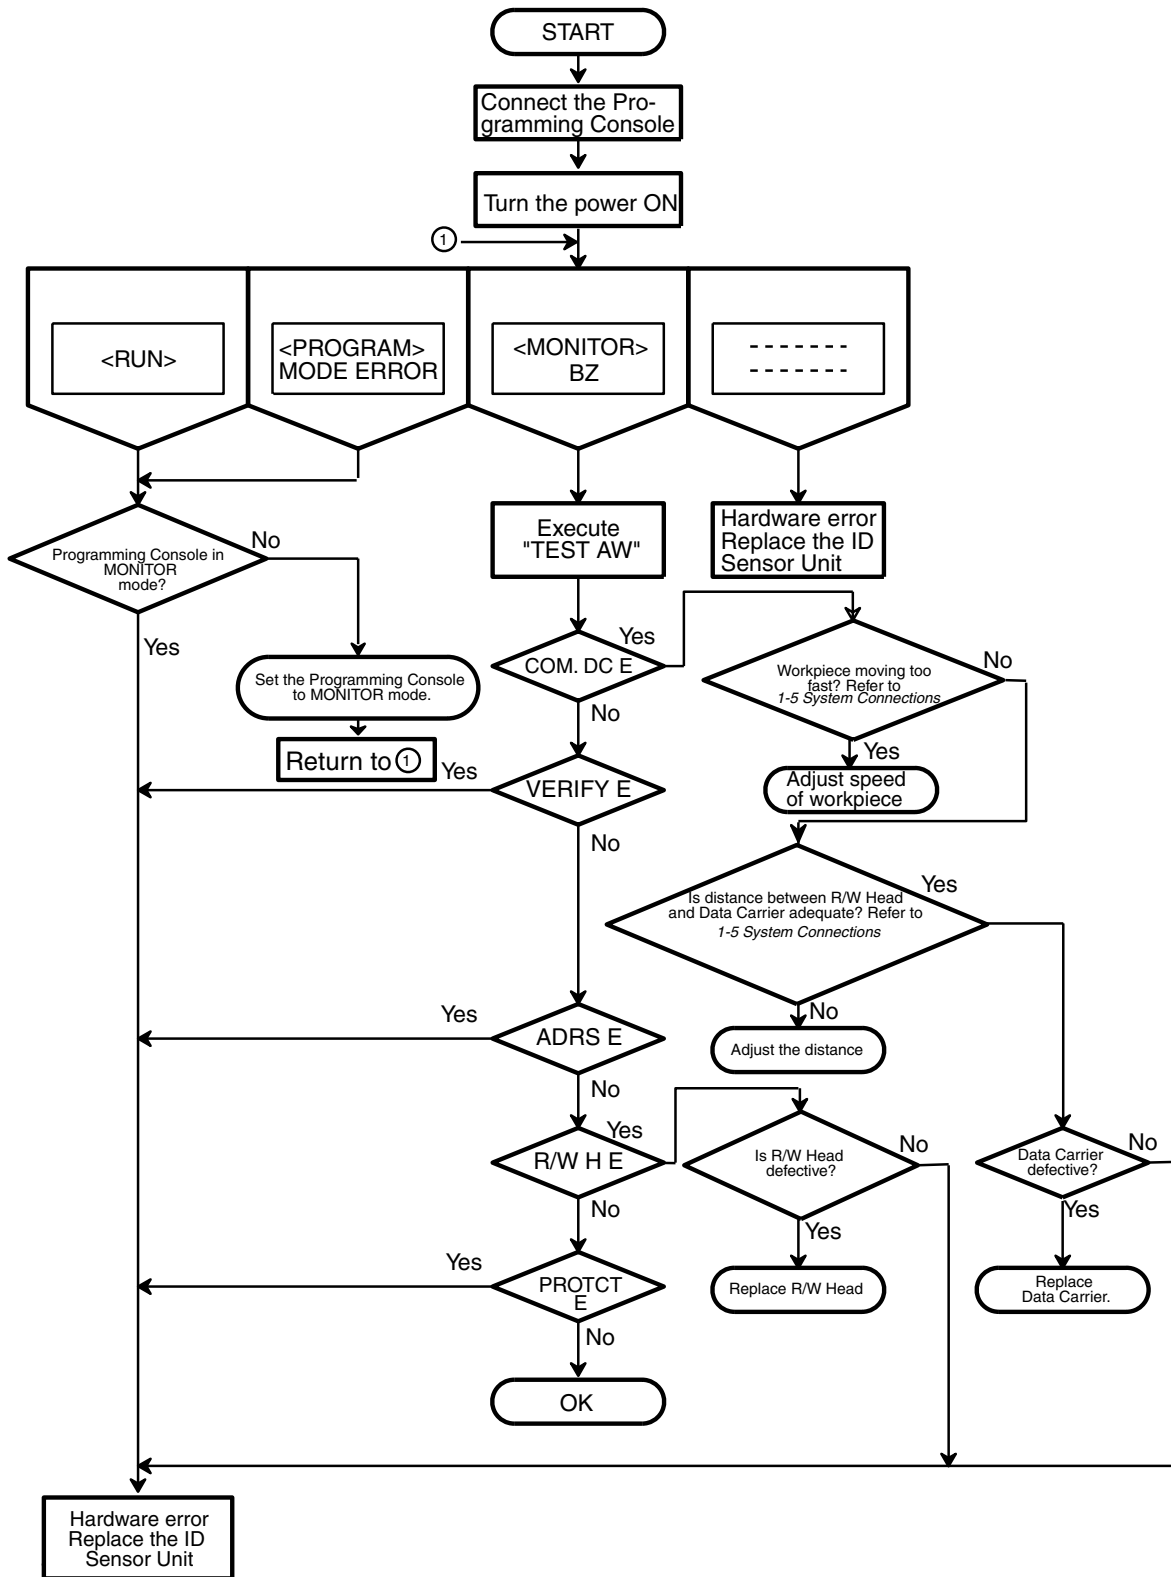 START
Connect the Pro-
gramming Console
Turn the power ON
1
<RUN>
<PROGRAM>
MODE ERROR
<MONITOR>
BZ
- - - - - - -
- - - - - - -
Programming Console in
MONITOR
mode?
No
Yes
Set the Programming Console
to MONITOR mode.
Return to 1
Execute
"TEST AW"
Hardware error
Replace the ID
Sensor Unit
COM. DC E
Yes
No
Workpiece moving too
fast? Refer to
1-5 System Connections
No
Yes
Adjust speed
of workpiece
VERIFY E
Yes
No
Is distance between R/W Head
and Data Carrier adequate? Refer to
1-5 System Connections
Yes
No
Adjust the distance
ADRS E
Yes
No
R/W H E
Yes
No
Is R/W Head
defective?
No
Yes
Replace R/W Head
Data Carrier
defective?
No
Yes
Replace
Data Carrier.
PROTCT
E
Yes
No
OK
Hardware error
Replace the ID
Sensor Unit